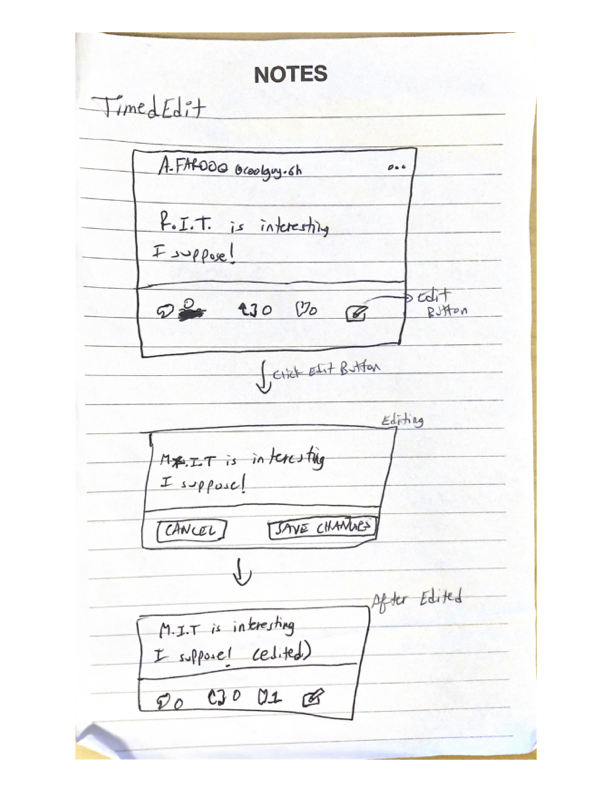 NOTES
TimedEdit
A.FAROOQ @coolguy.6h
R.I.T. is interesting
I suppose!
0 0 0
Edit
Button
Click Edit Button
Editing
M.I.T is interesting
I suppose!
CANCEL SAVE CHANGES
After Edited
M.I.T is interesting
I suppose! (edited)
0 0 1